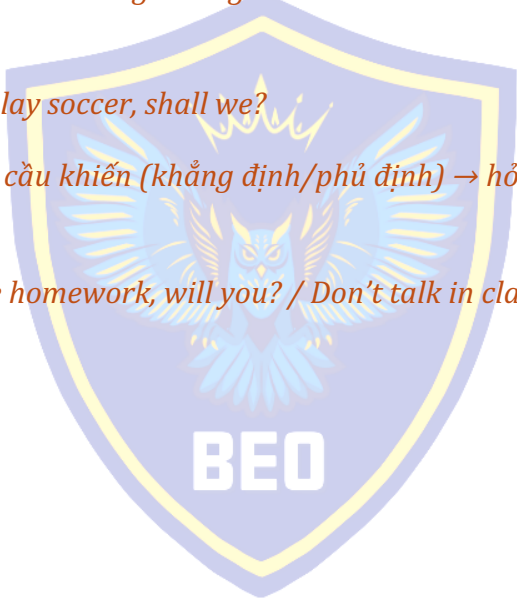 lay soccer, shall we?
cầu khiến (khẳng định/phủ định) → hỏ
homework, will you? / Don't talk in cla
BEO